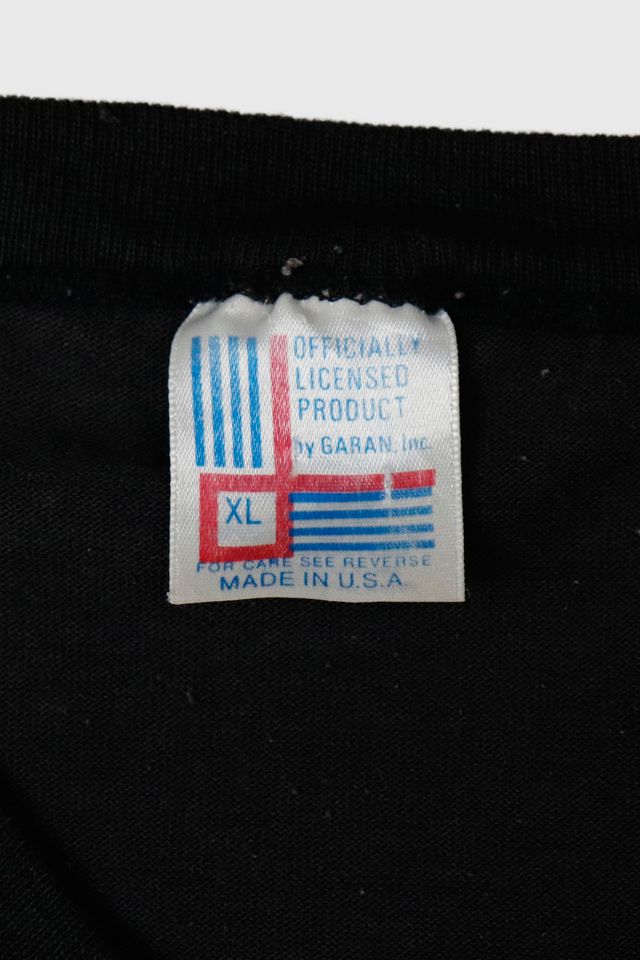 OFFICIALLY
LICENSED
PRODUCT
by GARAN, Inc.
XL
FOR CARE SEE REVERSE
MADE IN U.S.A.